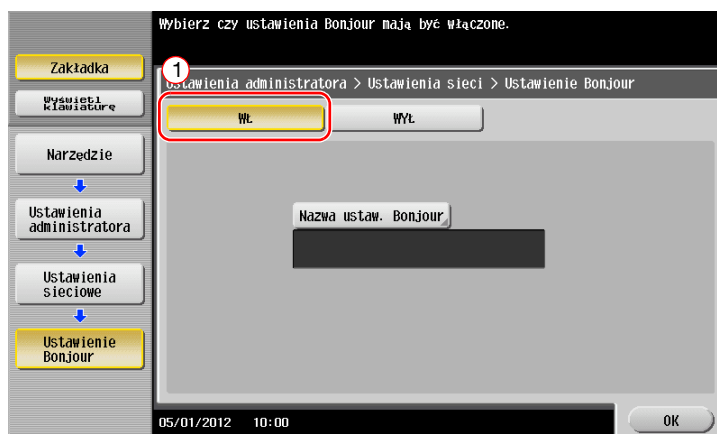 Wybierz czy ustawienia Bonjour mają być włączone.
Zakładka
Wyświetl
klawiaturę
1
Ustawienia administratora > Ustawienia sieci > Ustawienie Bonjour
WŁ
WYŁ
Narzędzie
Ustawienia
administratora
Nazwa ustaw. Bonjour
Ustawienia
sieciowe
Ustawienie
Bonjour
05/01/2012 10:00
OK